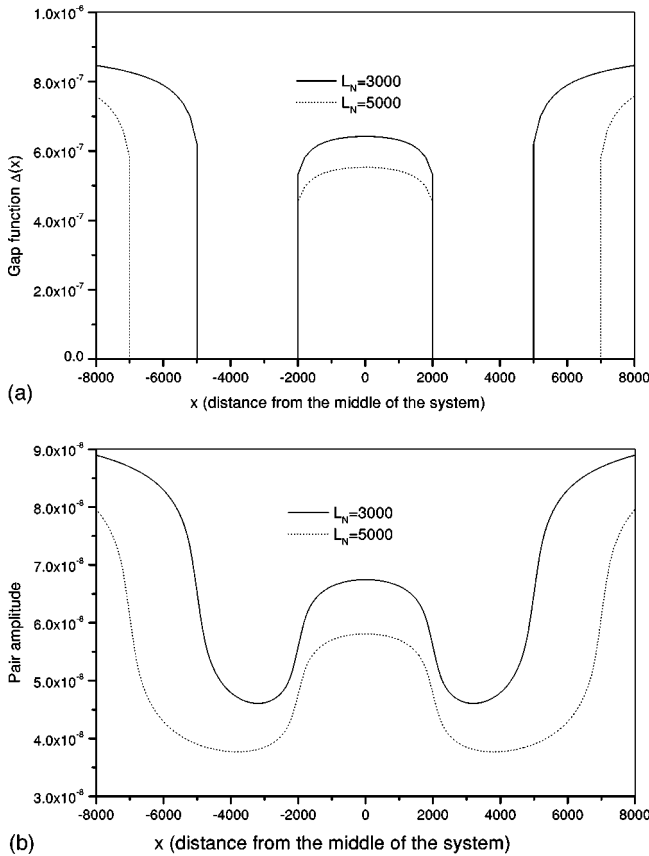 1.0x10⁻⁶
8.0x10⁻⁷
6.0x10⁻⁷
4.0x10⁻⁷
2.0x10⁻⁷
0.0
Gap function Δ(x)
L_N=3000
L_N=5000
-8000 -6000 -4000 -2000 0 2000 4000 6000 8000
(a)
x (distance from the middle of the system)
9.0x10⁻⁸
8.0x10⁻⁸
7.0x10⁻⁸
6.0x10⁻⁸
5.0x10⁻⁸
4.0x10⁻⁸
3.0x10⁻⁸
Pair amplitude
L_N=3000
L_N=5000
-8000 -6000 -4000 -2000 0 2000 4000 6000 8000
(b)
x (distance from the middle of the system)